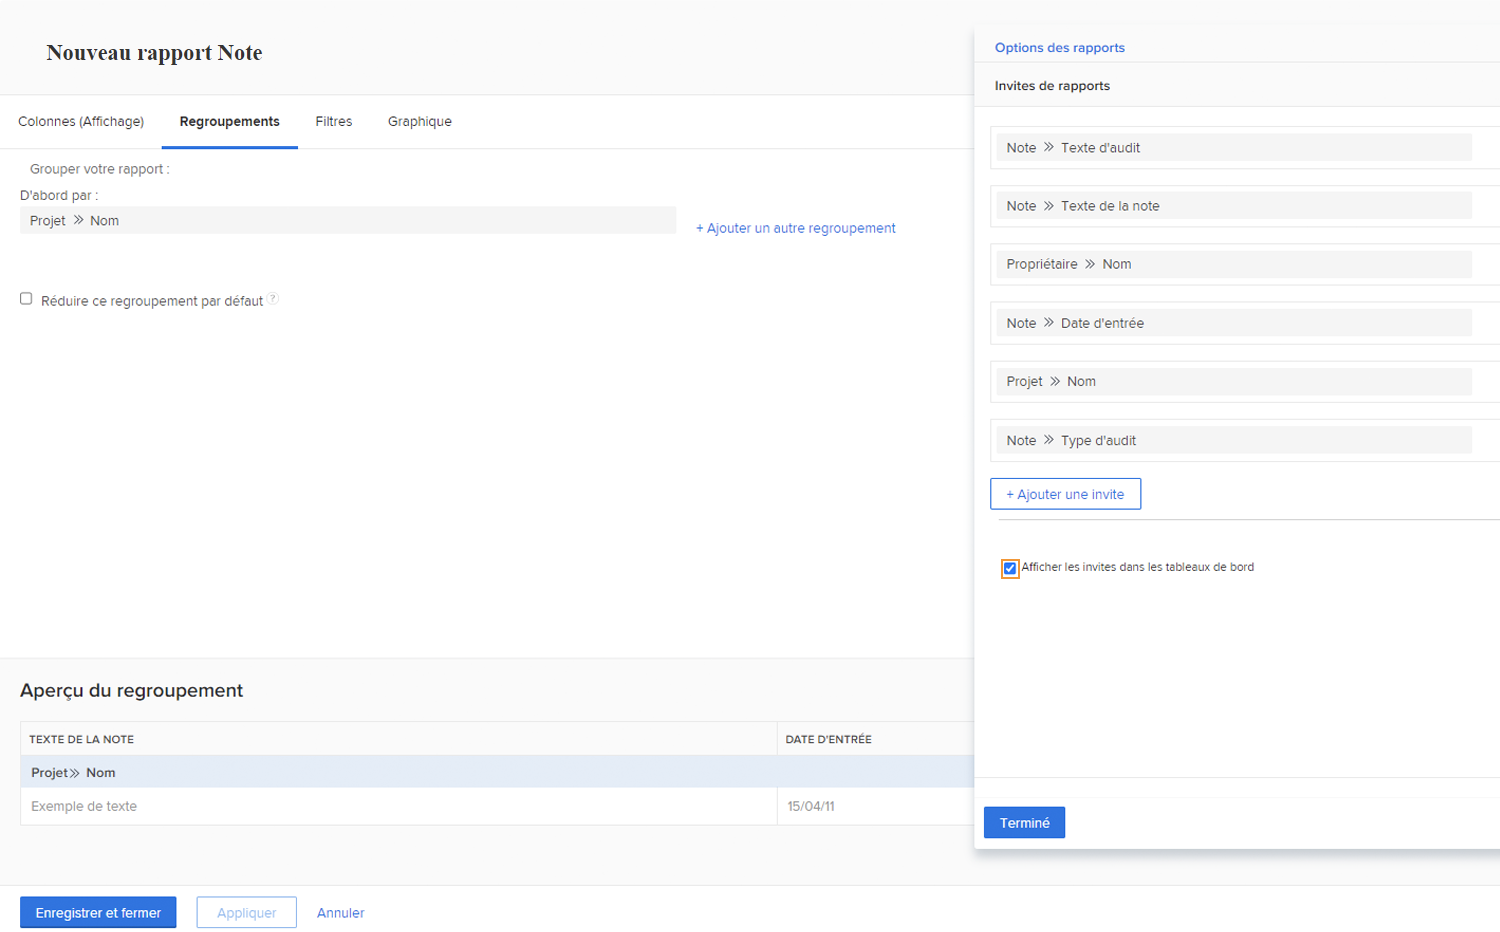 Nouveau rapport Note
Colonnes (Affichage)
Regroupements
Filtres
Graphique
Grouper votre rapport :
D'abord par :
Projet » Nom
+ Ajouter un autre regroupement
Réduire ce regroupement par défaut ?
Aperçu du regroupement
TEXTE DE LA NOTE
DATE D'ENTRÉE
Projet» Nom
Exemple de texte
15/04/11
Enregistrer et fermer
Appliquer
Annuler
Options des rapports
Invites de rapports
Note » Texte d'audit
Note » Texte de la note
Propriétaire » Nom
Note » Date d'entrée
Projet » Nom
Note » Type d'audit
+ Ajouter une invite
Afficher les invites dans les tableaux de bord
Terminé